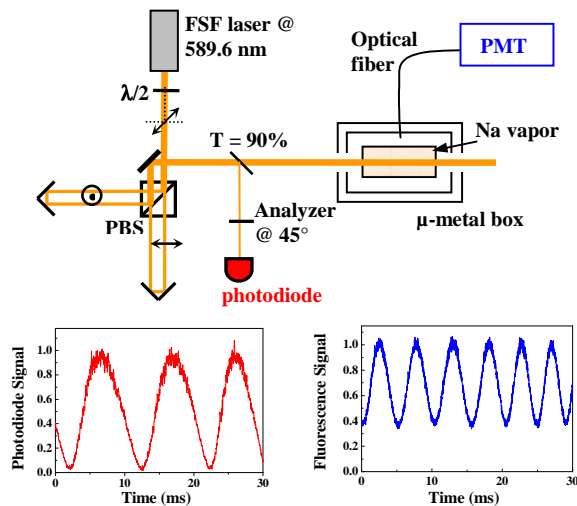 FSF laser @
589.6 nm
λ/2
Optical
fiber
PMT
T = 90%
Na vapor
PBS
Analyzer
@ 45°
μ-metal box
photodiode
Photodiode Signal
1.0
0.8
0.6
0.4
0.2
0.0
0
10
20
30
Time (ms)
Fluorescence Signal
1.0
0.8
0.6
0.4
0.2
0.0
0
5
10
15
20
25
30
Time (ms)